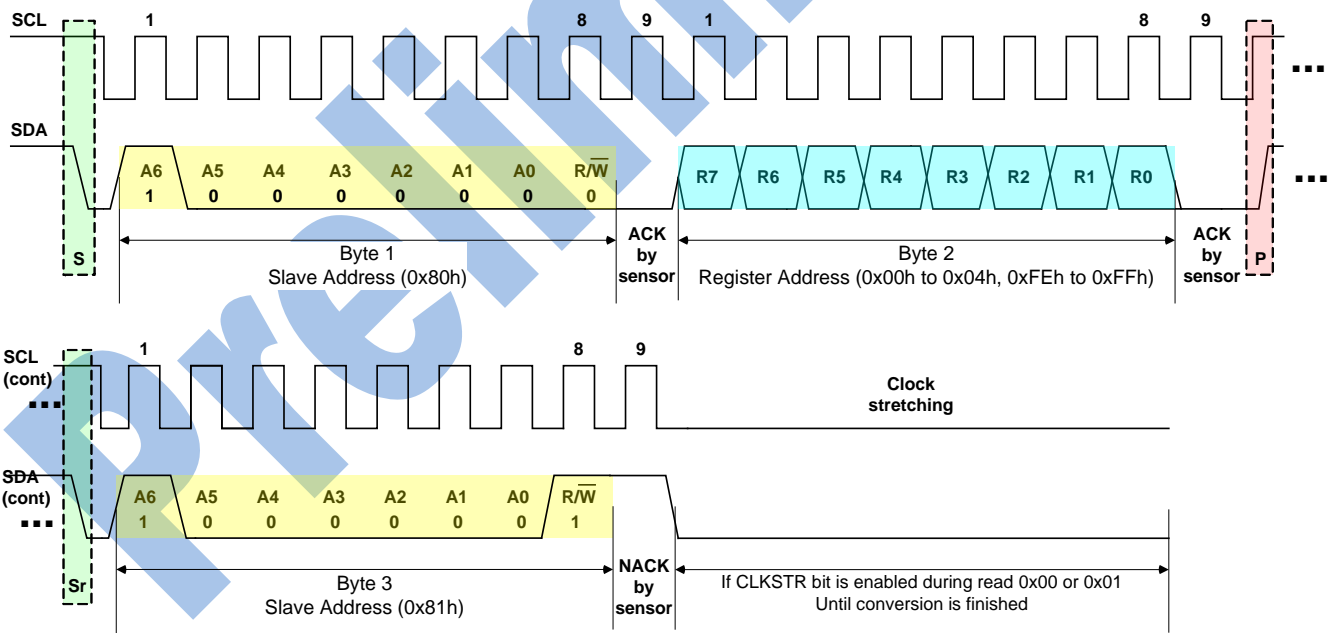 SCL 1 8 9 1 8 9
...
SDA
A6 A5 A4 A3 A2 A1 A0 R/W̅ R7 R6 R5 R4 R3 R2 R1 R0
1 0 0 0 0 0 0 0
...
S
Byte 1
Slave Address (0x80h)
ACK
by
sensor
Byte 2
Register Address (0x00h to 0x04h, 0xFEh to 0xFFh)
ACK
by
sensor
P
SCL
(cont)
...
1 8 9
Clock
stretching
SDA
(cont)
...
A6 A5 A4 A3 A2 A1 A0 R/W̅
1 0 0 0 0 0 0 1
Sr
Byte 3
Slave Address (0x81h)
NACK
by
sensor
If CLKSTR bit is enabled during read 0x00 or 0x01
Until conversion is finished
Prelim